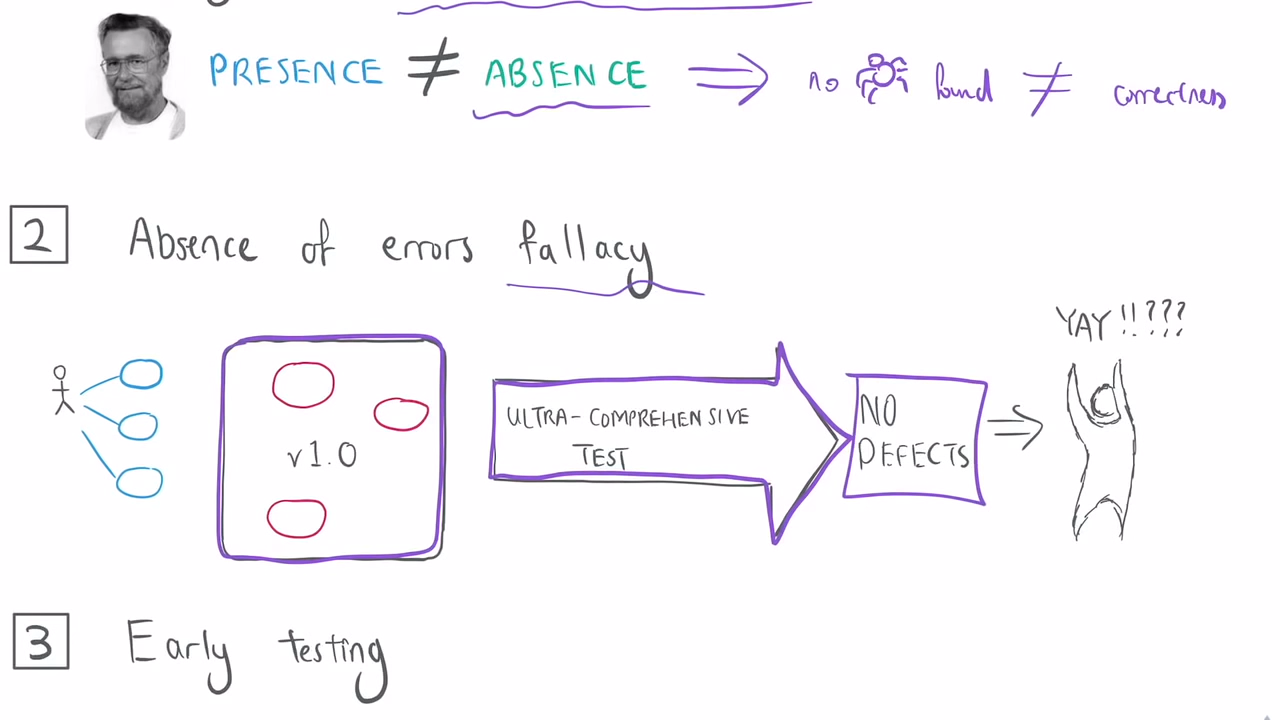 PRESENCE ≠ ABSENCE ⇒ no found ≠ correctness
2 Absence of errors fallacy
YAY !!???
v1.0
ULTRA-COMPREHENSIVE
TEST
NO
DEFECTS
3 Early testing